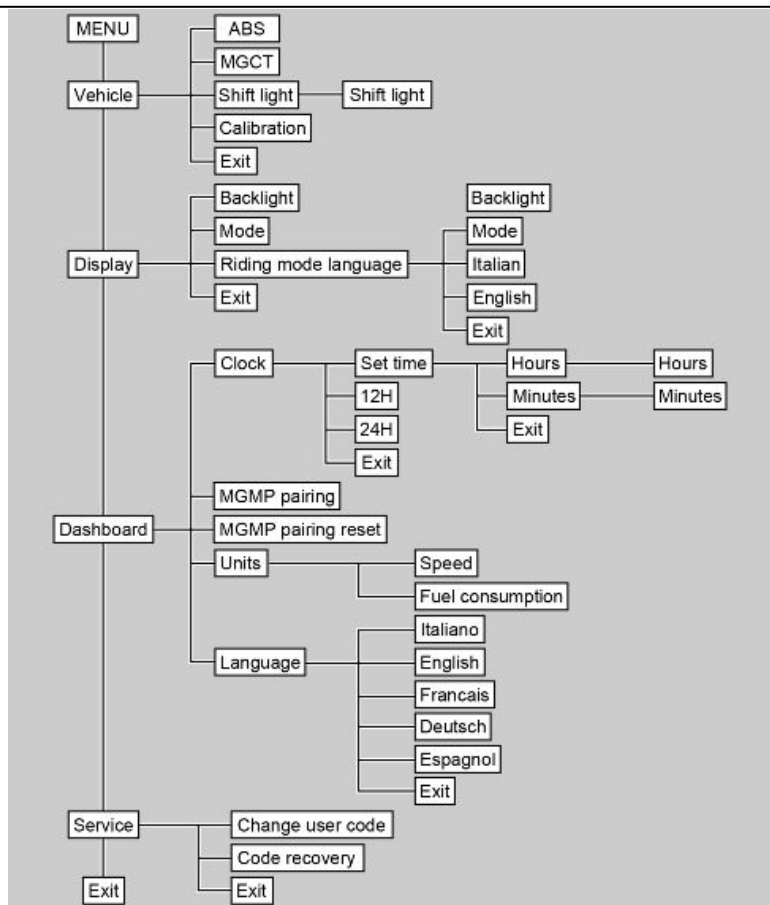 MENU
ABS
MGCT
Vehicle
Shift light
Shift light
Calibration
Exit
Backlight
Backlight
Mode
Mode
Display
Riding mode language
Italian
Exit
English
Exit
Clock
Set time
Hours
Hours
12H
Minutes
Minutes
24H
Exit
Exit
MGMP pairing
Dashboard
MGMP pairing reset
Units
Speed
Fuel consumption
Italiano
Language
English
Francais
Deutsch
Espagnol
Exit
Service
Change user code
Code recovery
Exit
Exit